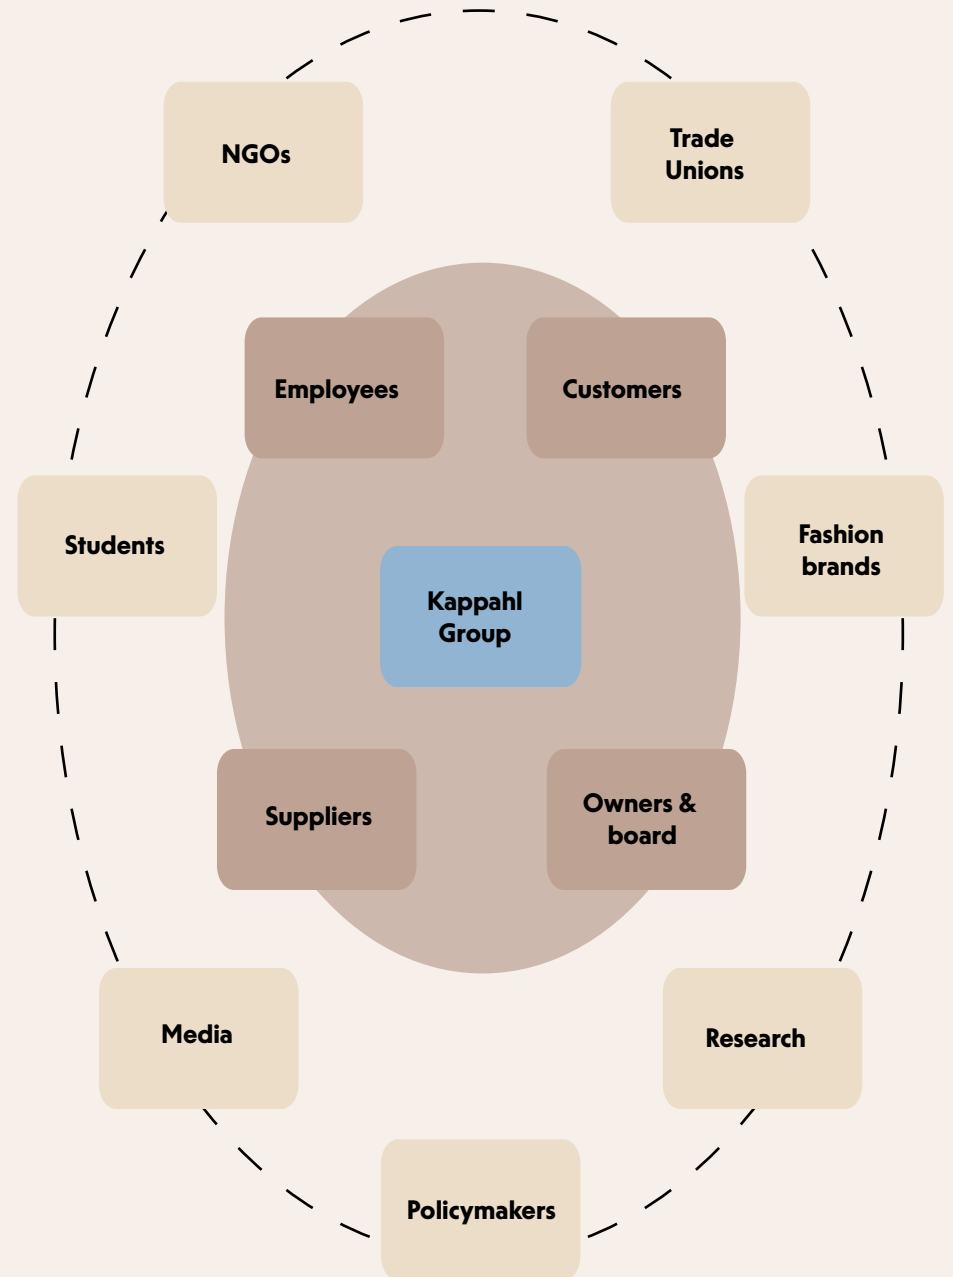 NGOs
Trade
Unions
Employees
Customers
Students
Fashion
brands
Kappahl
Group
Suppliers
Owners &
board
Media
Research
Policymakers